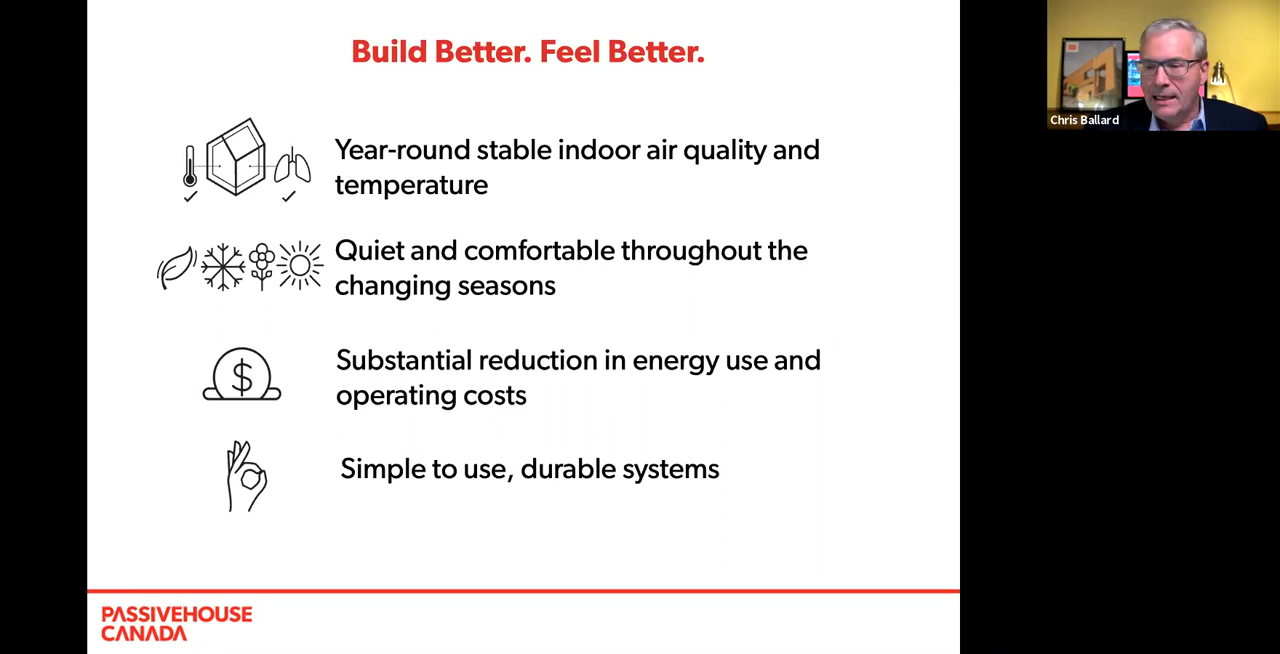 Build Better. Feel Better.
Year-round stable indoor air quality and
temperature
Quiet and comfortable throughout the
changing seasons
$
Substantial reduction in energy use and
operating costs
Simple to use, durable systems
PASSIVEHOUSE
CANADA
Chris Ballard